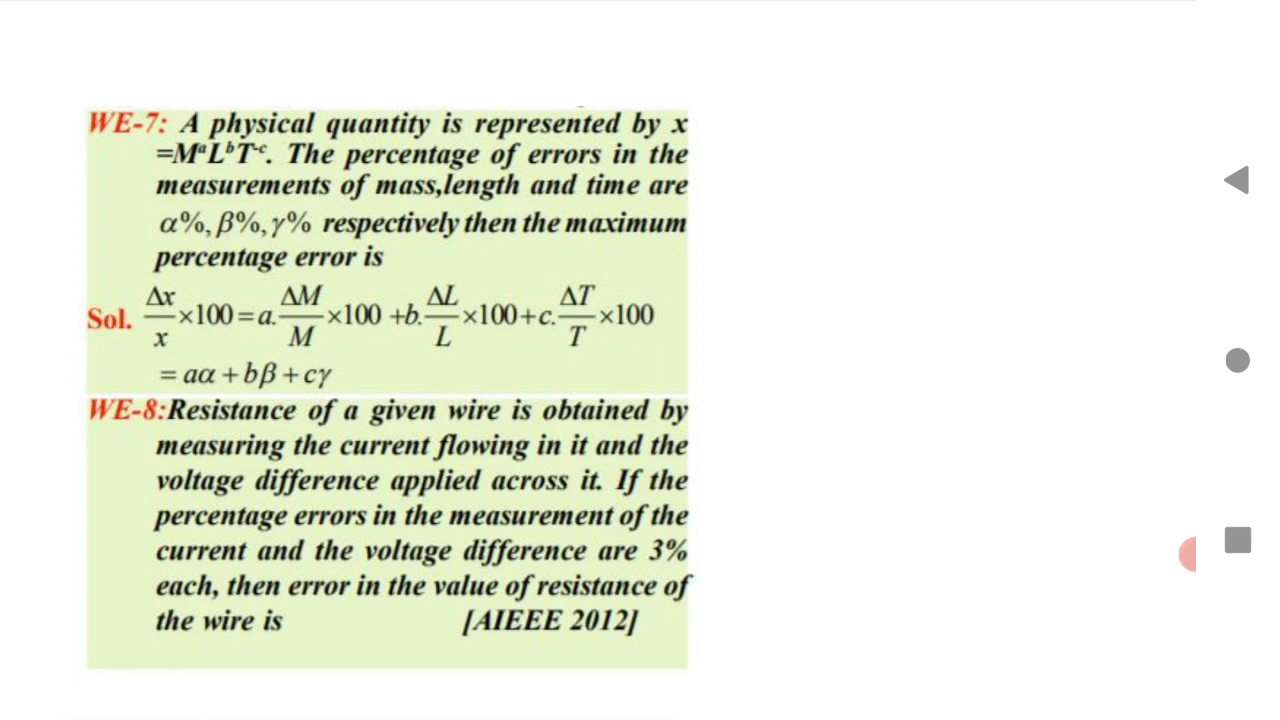 WE-7: A physical quantity is represented by x
=MᵃLᵇT⁻ᶜ. The percentage of errors in the
measurements of mass,length and time are
α%, β%, γ% respectively then the maximum
percentage error is
Sol. Δx/x ×100 = a. ΔM/M ×100 +b. ΔL/L ×100+c. ΔT/T ×100
= aα + bβ + cγ
WE-8:Resistance of a given wire is obtained by
measuring the current flowing in it and the
voltage difference applied across it. If the
percentage errors in the measurement of the
current and the voltage difference are 3%
each, then error in the value of resistance of
the wire is [AIEEE 2012]